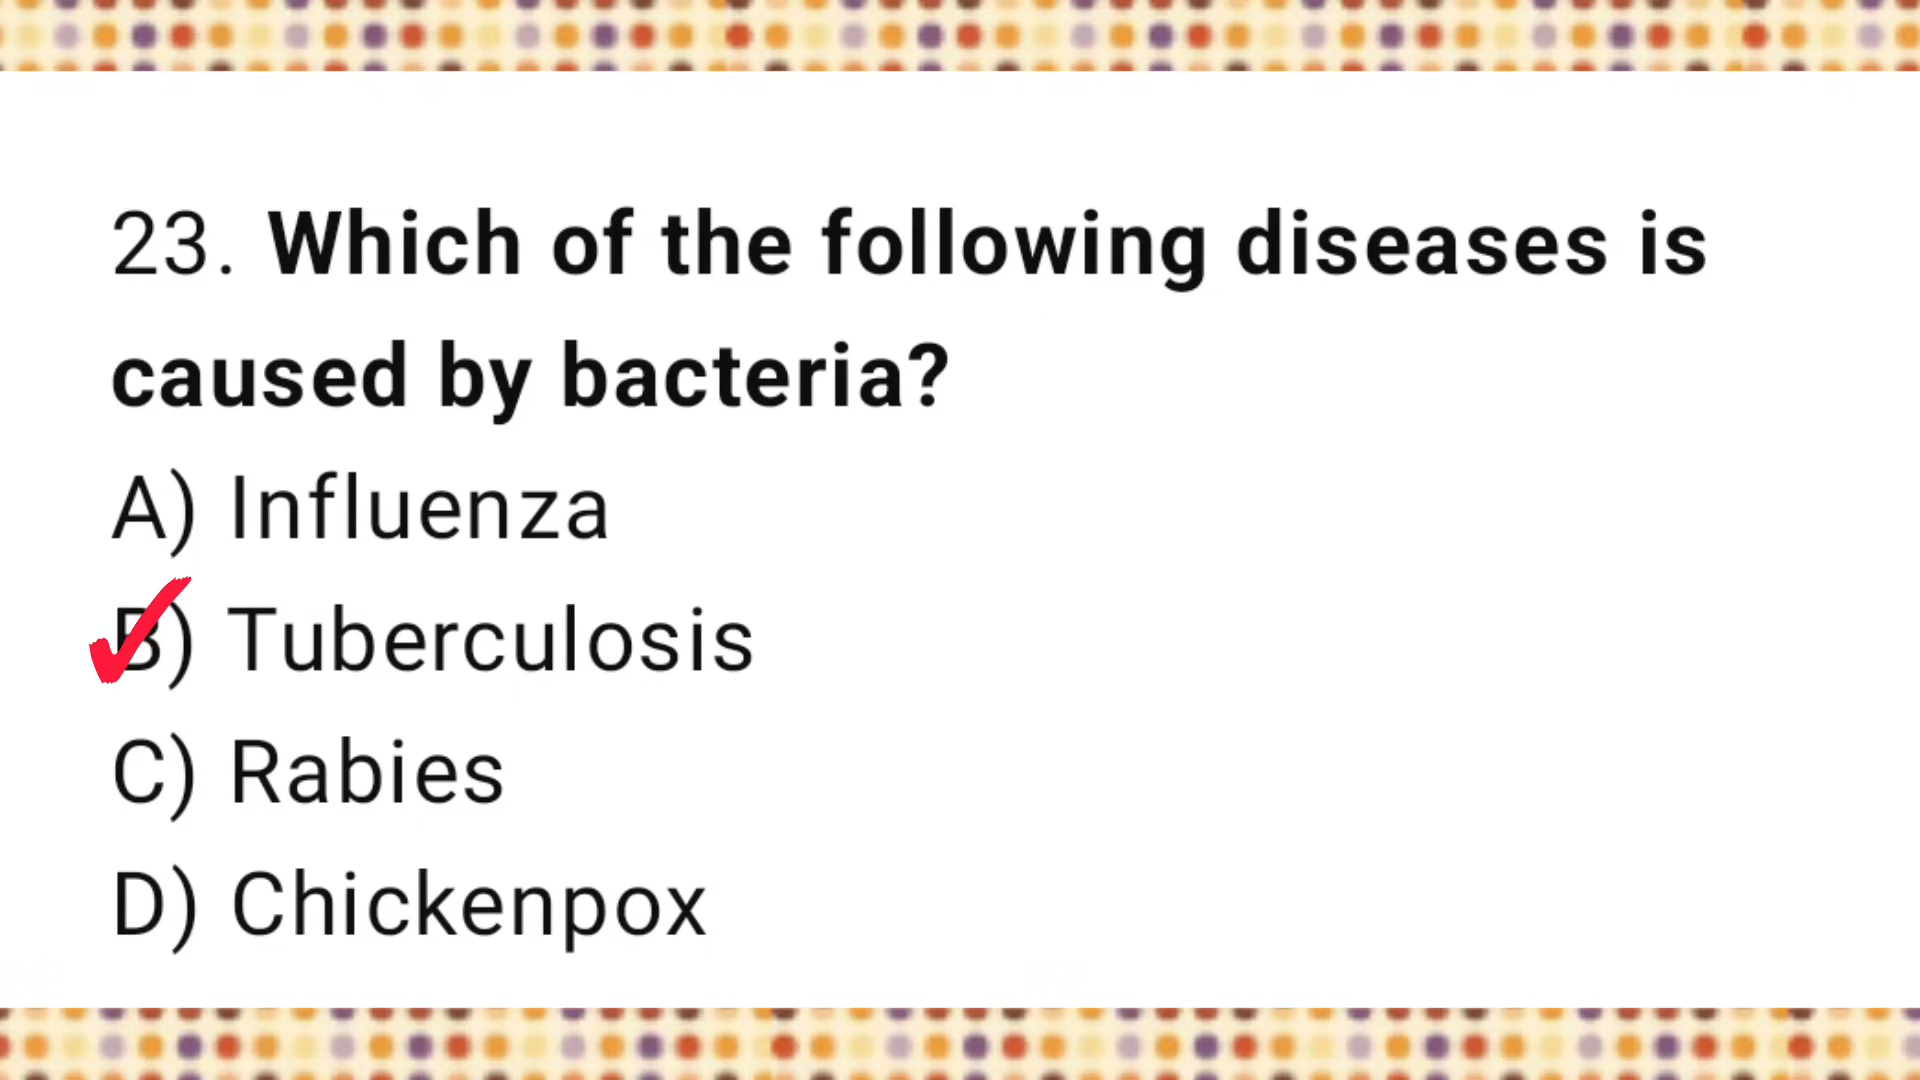 23. Which of the following diseases is
caused by bacteria?
A) Influenza
B) Tuberculosis
C) Rabies
D) Chickenpox